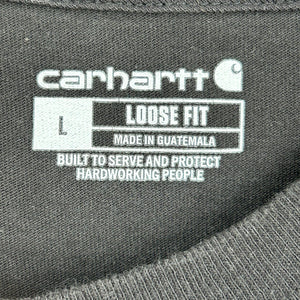 carhartt
L
LOOSE FIT
MADE IN GUATEMALA
BUILT TO SERVE AND PROTECT
HARDWORKING PEOPLE